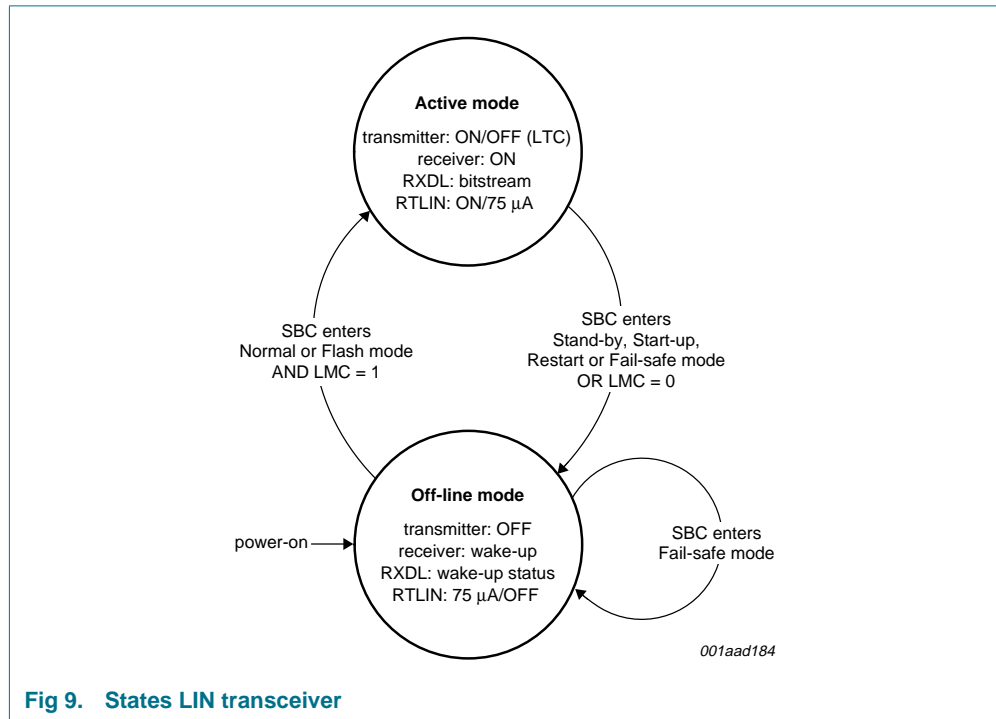 Active mode
transmitter: ON/OFF (LTC)
receiver: ON
RXDL: bitstream
RTLIN: ON/75 μA
SBC enters
Normal or Flash mode
AND LMC = 1
SBC enters
Stand-by, Start-up,
Restart or Fail-safe mode
OR LMC = 0
Off-line mode
transmitter: OFF
receiver: wake-up
RXDL: wake-up status
RTLIN: 75 μA/OFF
power-on
SBC enters
Fail-safe mode
001aad184
Fig 9. States LIN transceiver